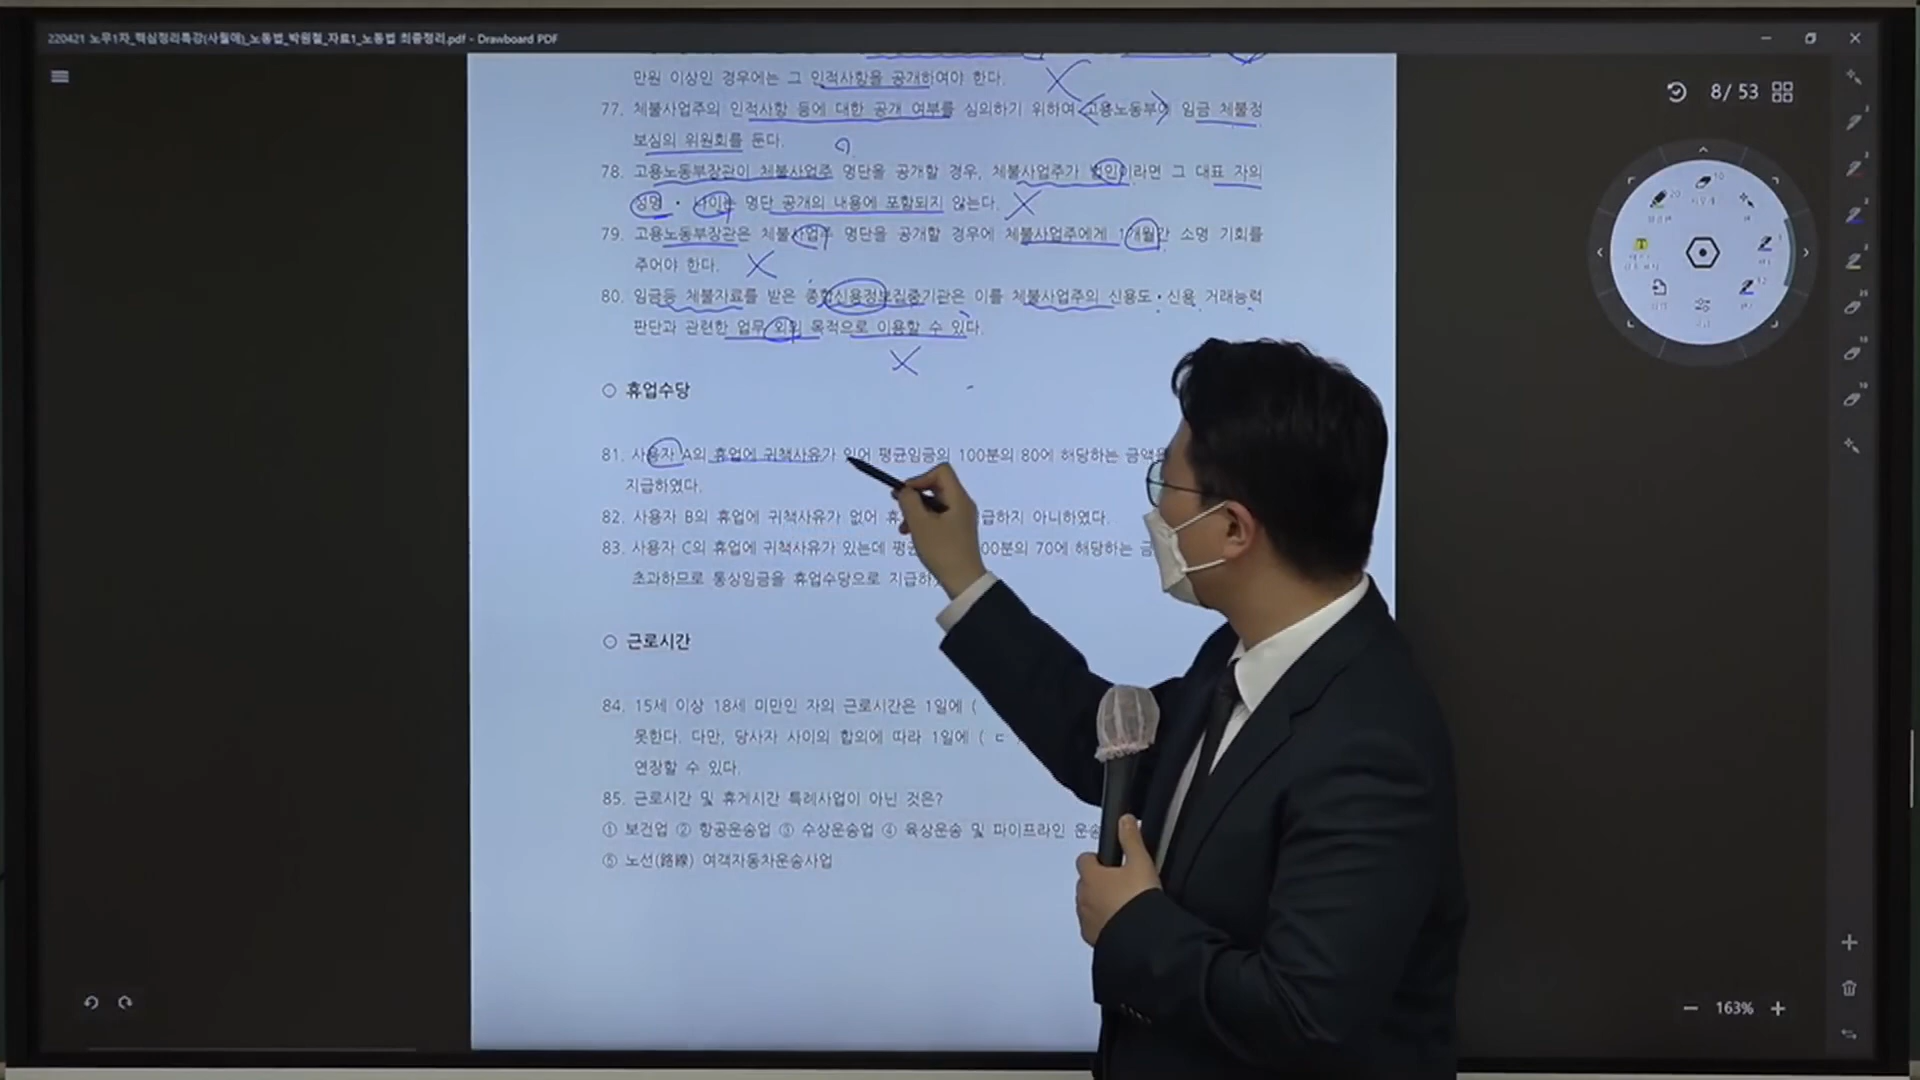 220421 노무1차_핵심정리특강(사월애)_노동법_박원철_자료1_노동법 최종정리.pdf - Drawboard PDF
8/ 53
만원 이상인 경우에는 그 인적사항을 공개하여야 한다.
77. 체불사업주의 인적사항 등에 대한 공개 여부를 심의하기 위하여 고용노동부에 임금 체불정
보심의 위원회를 둔다.
78. 고용노동부장관이 체불사업주 명단을 공개할 경우, 체불사업주가 법인이라면 그 대표 자의
성명 · 나이는 명단 공개의 내용에 포함되지 않는다.
79. 고용노동부장관은 체불사업주 명단을 공개할 경우에 체불사업주에게 1개월간 소명 기회를
주어야 한다.
80. 임금등 체불자료를 받은 종합신용정보집중기관은 이를 체불사업주의 신용도·신용 거래능력
판단과 관련한 업무 외의 목적으로 이용할 수 있다.
○ 휴업수당
81. 사용자 A의 휴업에 귀책사유가 있어 평균임금의 100분의 80에 해당하는 금액을
지급하였다.
82. 사용자 B의 휴업에 귀책사유가 없어 휴 급하지 아니하였다.
83. 사용자 C의 휴업에 귀책사유가 있는데 평균 00분의 70에 해당하는 금
초과하므로 통상임금을 휴업수당으로 지급하
○ 근로시간
84. 15세 이상 18세 미만인 자의 근로시간은 1일에 (
못한다. 다만, 당사자 사이의 합의에 따라 1일에 ( ㄷ
연장할 수 있다.
85. 근로시간 및 휴게시간 특례사업이 아닌 것은?
① 보건업 ② 항공운송업 ③ 수상운송업 ④ 육상운송 및 파이프라인 운송
⑤ 노선(路線) 여객자동차운송사업
163%